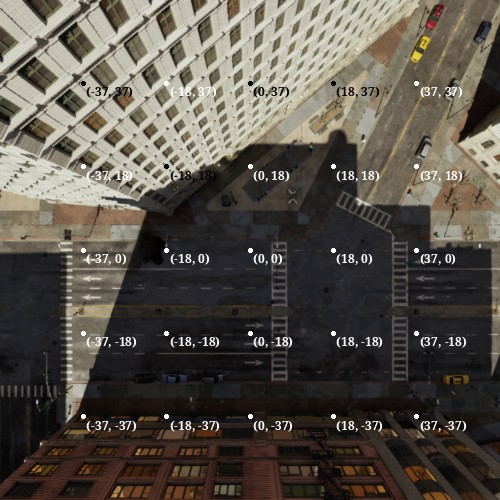 (-37, 37) (-18, 37) (0, 37) (18, 37) (37, 37)
(-37, 18) (-18, 18) (0, 18) (18, 18) (37, 18)
(-37, 0) (-18, 0) (0, 0) (18, 0) (37, 0)
(-37, -18) (-18, -18) (0, -18) (18, -18) (37, -18)
(-37, -37) (-18, -37) (0, -37) (18, -37) (37, -37)